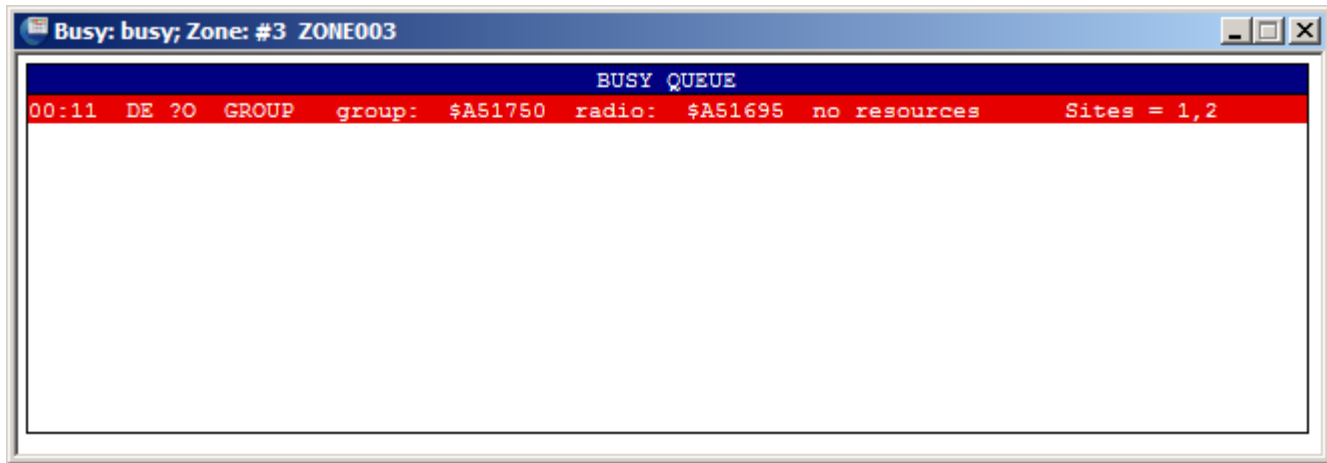 Busy: busy; Zone: #3 ZONE003
BUSY QUEUE
00:11 DE ?O GROUP group: $A51750 radio: $A51695 no resources Sites = 1,2